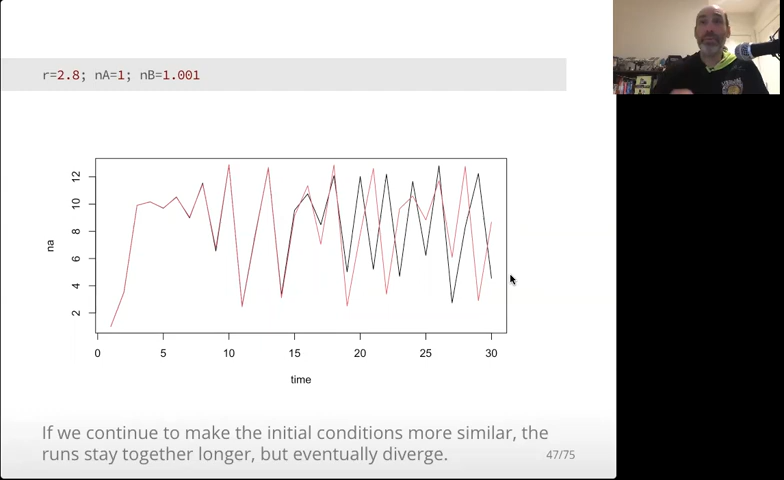 r=2.8; nA=1; nB=1.001
12
10
8
6
4
2
na
0
5
10
15
20
25
30
time
If we continue to make the initial conditions more similar, the
runs stay together longer, but eventually diverge.
47/75